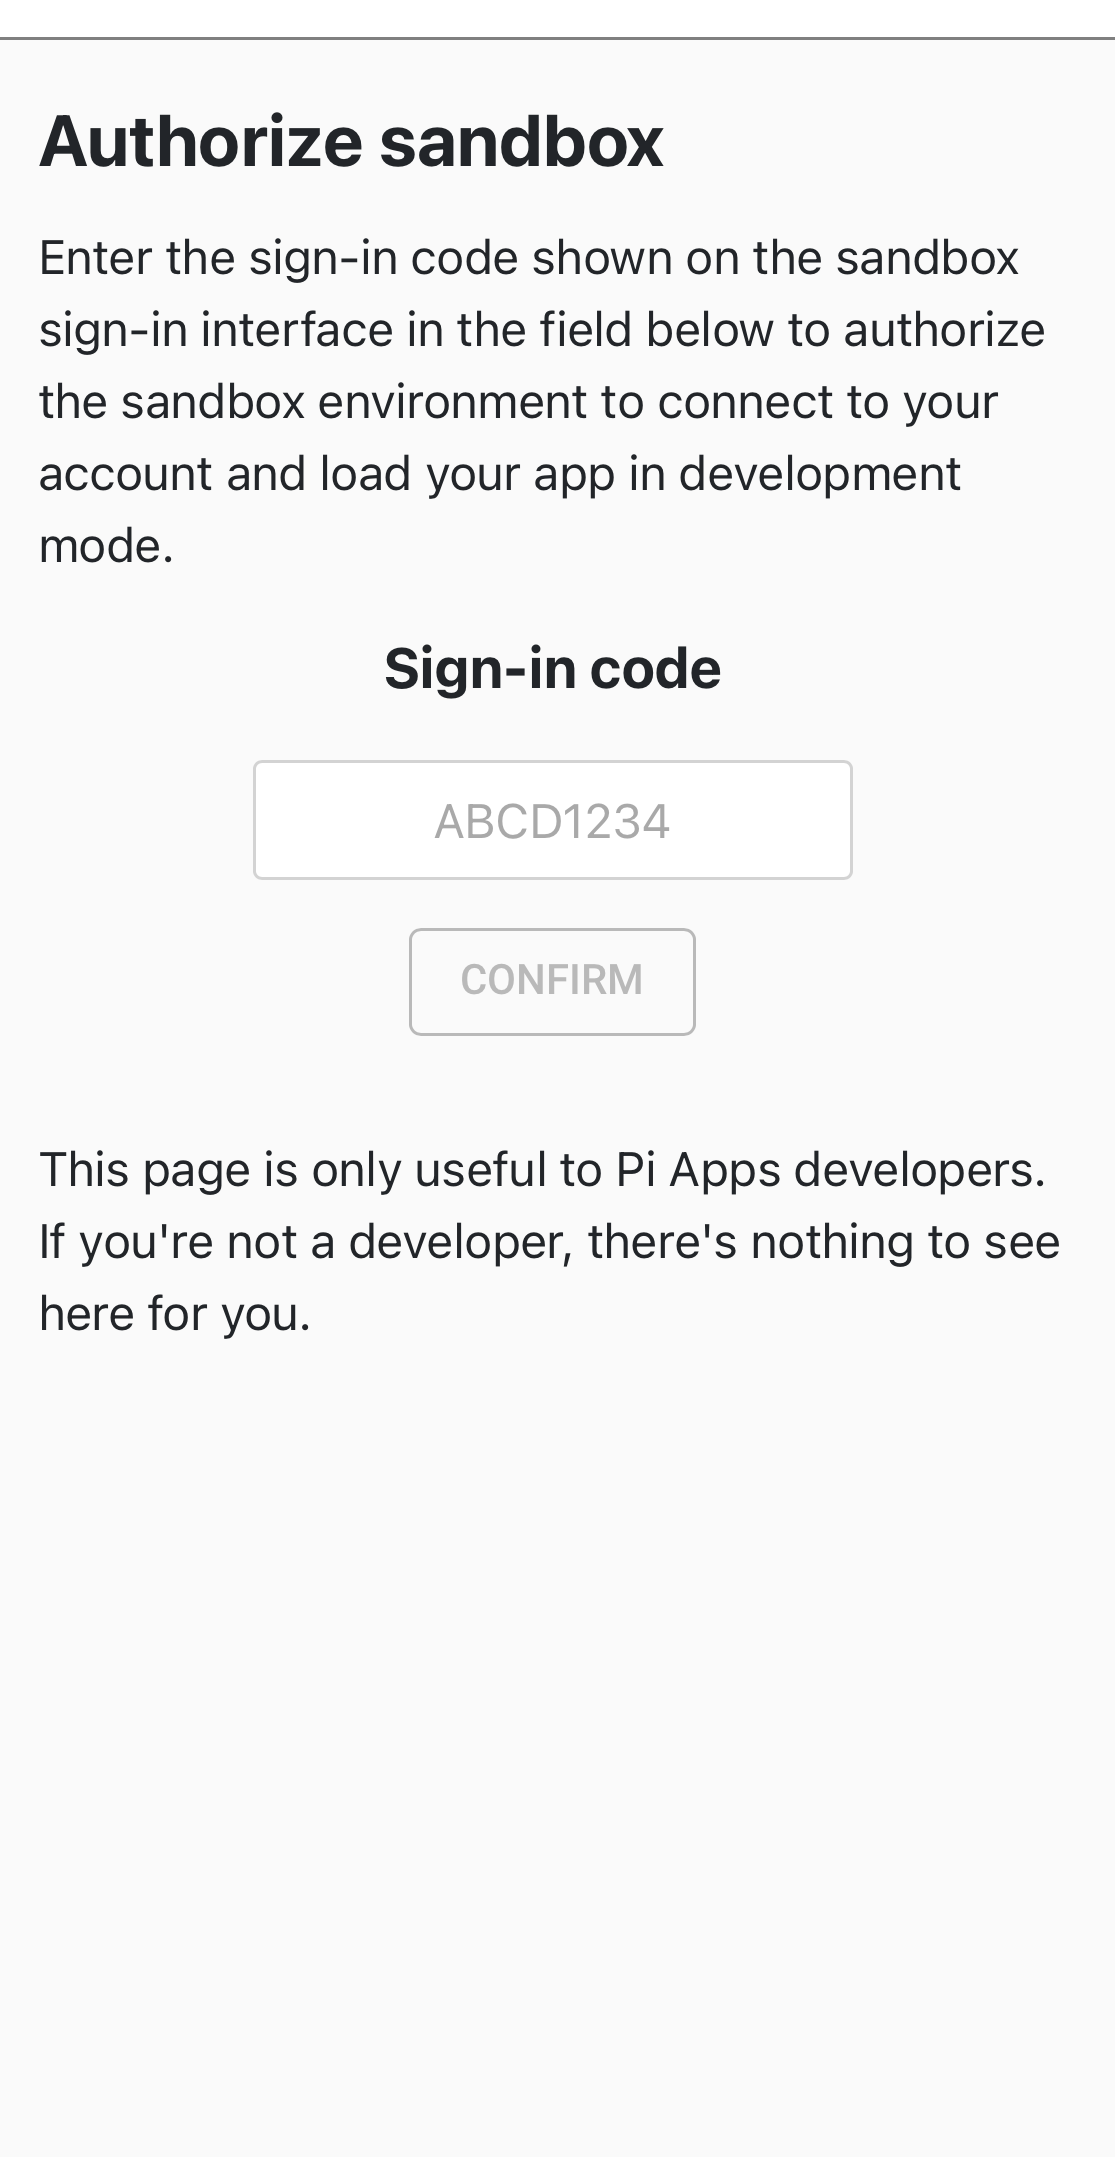 Authorize sandbox
Enter the sign-in code shown on the sandbox
sign-in interface in the field below to authorize
the sandbox environment to connect to your
account and load your app in development
mode.
Sign-in code
ABCD1234
CONFIRM
This page is only useful to Pi Apps developers.
If you're not a developer, there's nothing to see
here for you.